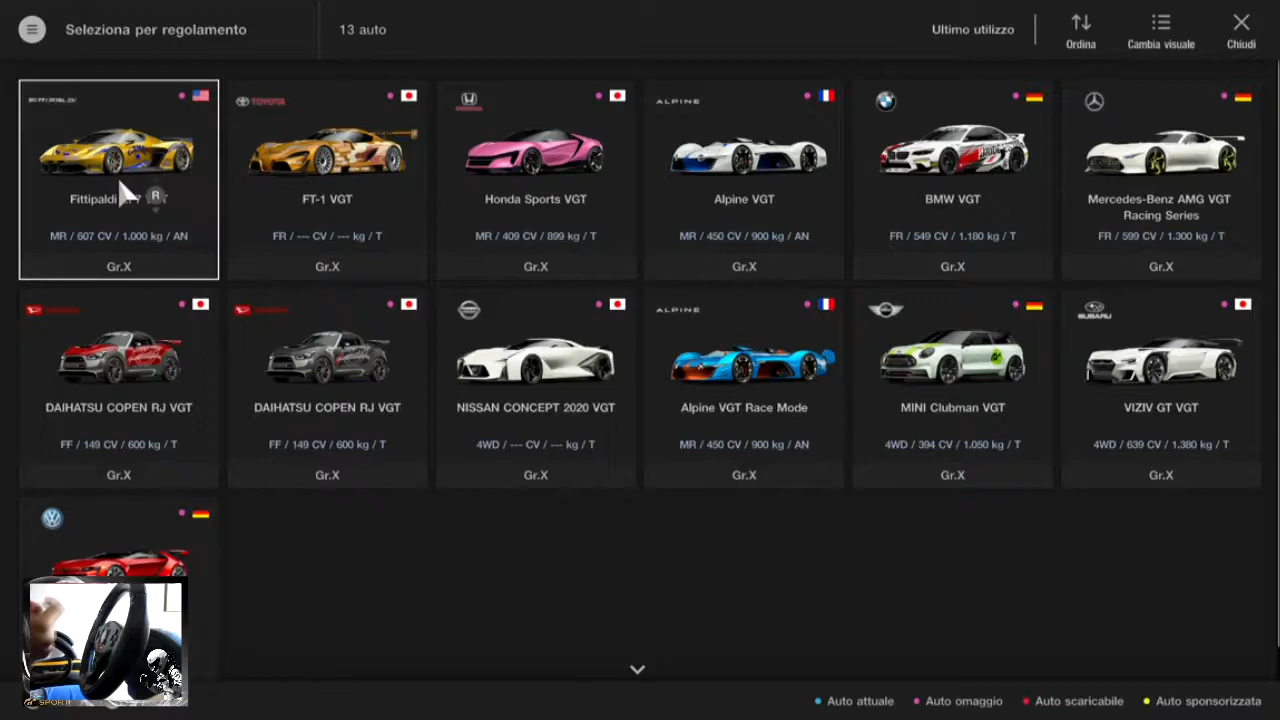 Seleziona per regolamento
13 auto
Ultimo utilizzo
Ordina
Cambia visuale
Chiudi
FITTIPALDI
Fittipaldi
MR / 607 CV / 1.000 kg / AN
Gr.X
TOYOTA
FT-1 VGT
FR / --- CV / --- kg / T
Gr.X
Honda Sports VGT
MR / 409 CV / 899 kg / T
Gr.X
ALPINE
Alpine VGT
MR / 450 CV / 900 kg / AN
Gr.X
BMW VGT
FR / 549 CV / 1.180 kg / T
Gr.X
Mercedes-Benz AMG VGT
Racing Series
FR / 599 CV / 1.300 kg / T
Gr.X
DAIHATSU COPEN RJ VGT
FF / 149 CV / 600 kg / T
Gr.X
DAIHATSU COPEN RJ VGT
FF / 149 CV / 600 kg / T
Gr.X
NISSAN CONCEPT 2020 VGT
4WD / --- CV / --- kg / T
Gr.X
ALPINE
Alpine VGT Race Mode
MR / 450 CV / 900 kg / AN
Gr.X
MINI Clubman VGT
4WD / 394 CV / 1.050 kg / T
Gr.X
SUBARU
VIZIV GT VGT
4WD / 639 CV / 1.380 kg / T
Gr.X
R
SPORT
Auto attuale
Auto omaggio
Auto scaricabile
Auto sponsorizzata